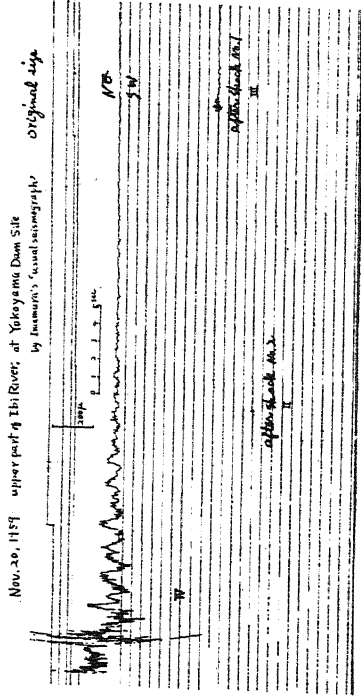 Nov. 20, 1959 upper part of Ibi River, at Yokoyama Dam Site
by Imamura's 'usual seismograph' original size
200μ
0 1 2 3 4 5 sec
NE
SW
after shock No. 1
III
after shock No. 2
II
IV